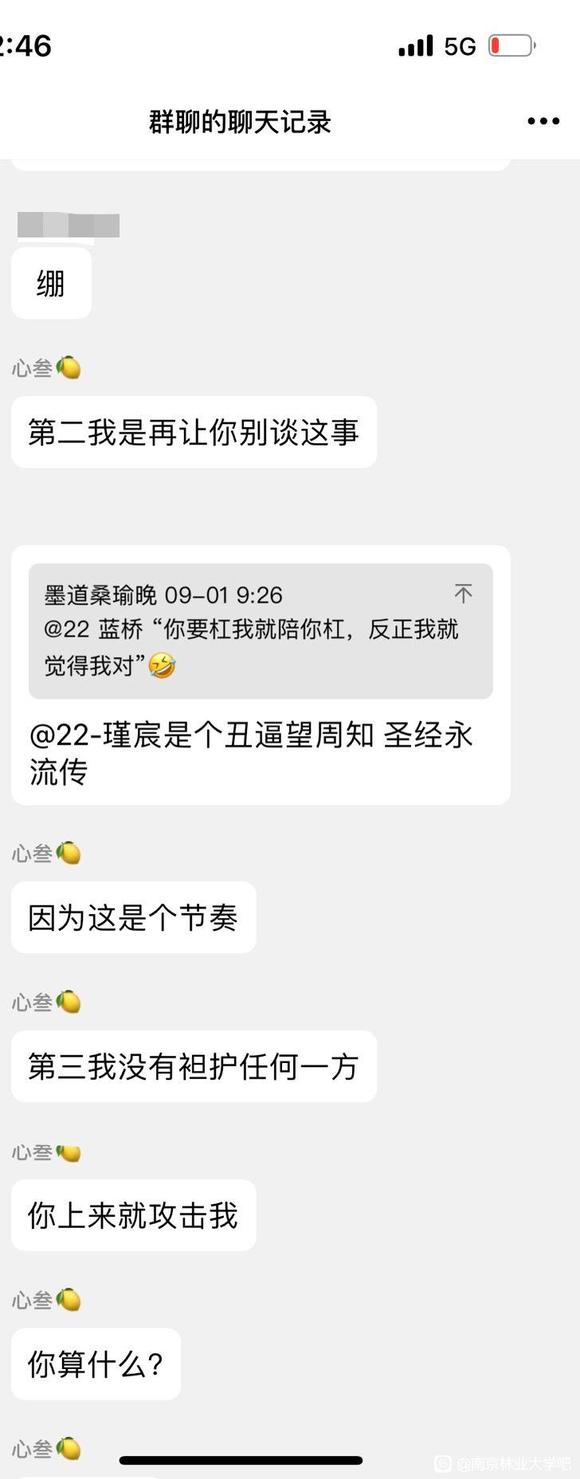 2:46
5G
群聊的聊天记录
绷
心叁🍋
第二我是再让你别谈这事
墨道桑瑜晚 09-01 9:26
@22 蓝桥 “你要杠我就陪你杠，反正我就
觉得我对”🤣
@22-瑾宸是个丑逼望周知 圣经永
流传
心叁🍋
因为这是个节奏
心叁🍋
第三我没有袒护任何一方
心叁🍋
你上来就攻击我
心叁🍋
你算什么？
心叁🍋
@南京林业大学吧